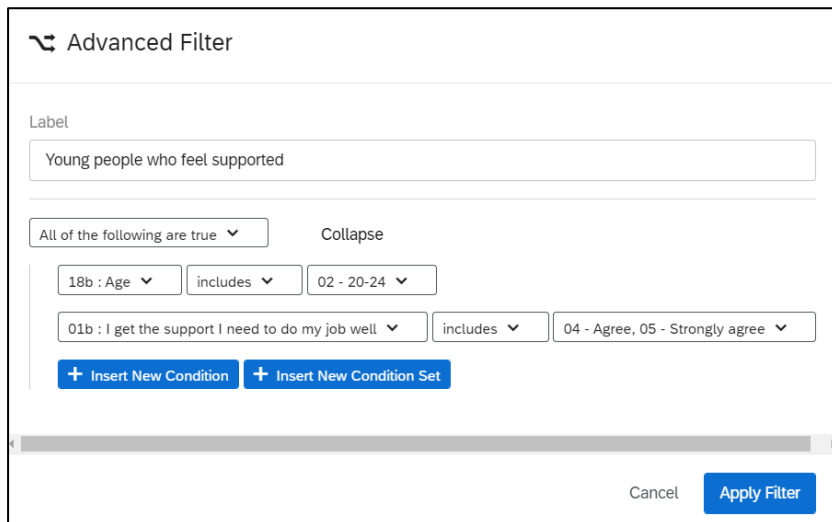 Advanced Filter
Label
Young people who feel supported
All of the following are true Collapse
18b : Age includes 02 - 20-24
01b : I get the support I need to do my job well includes 04 - Agree, 05 - Strongly agree
+ Insert New Condition + Insert New Condition Set
Cancel Apply Filter